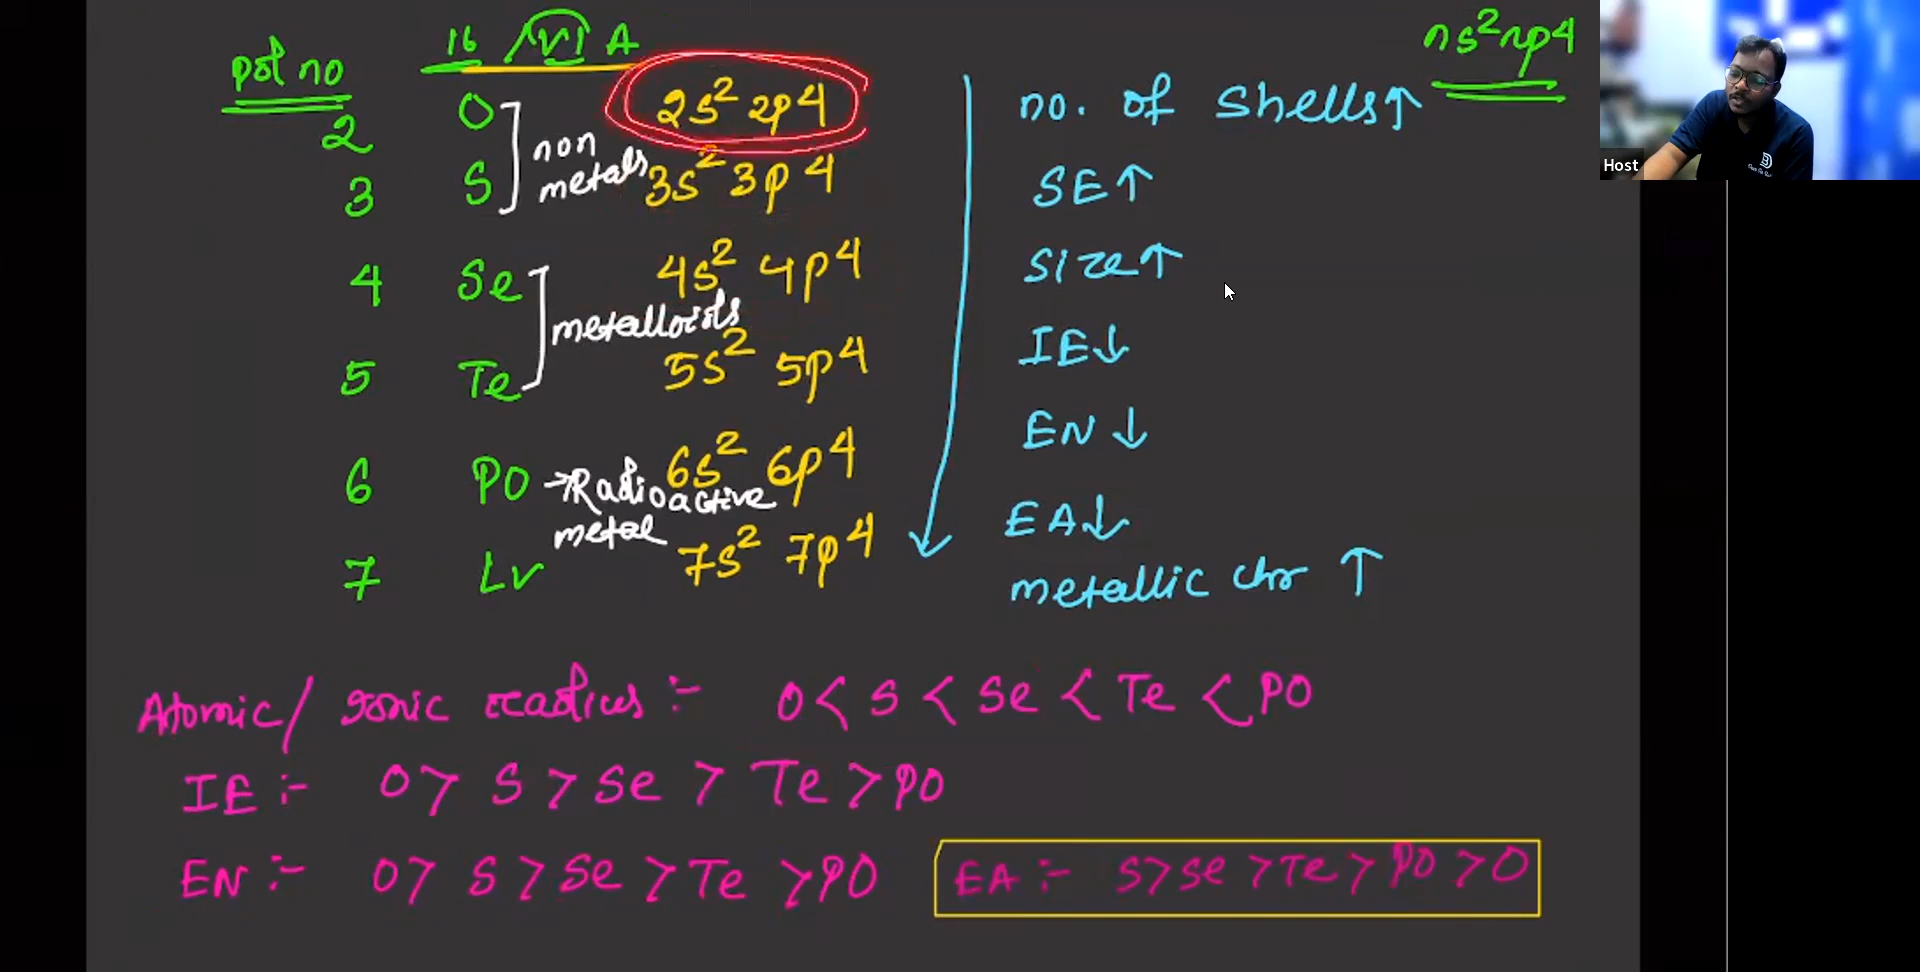 16 (VI) A
ns² np4
pd no
2 O 2s² 2p4
non
metals
3 S 3s² 3p4
4 Se 4s² 4p4
metalloids
5 Te 5s² 5p4
6 PO → Radioactive
metal
6s² 6p4
7 Lv 7s² 7p4
no. of Shells ↑
SE ↑
Size ↑
IE ↓
EN ↓
EA ↓
metallic chr ↑
Host
Atomic/ Ionic radius :- O < S < Se < Te < PO
IE :- O > S > Se > Te > PO
EN :- O > S > Se > Te > PO
EA :- S > Se > Te > PO > O